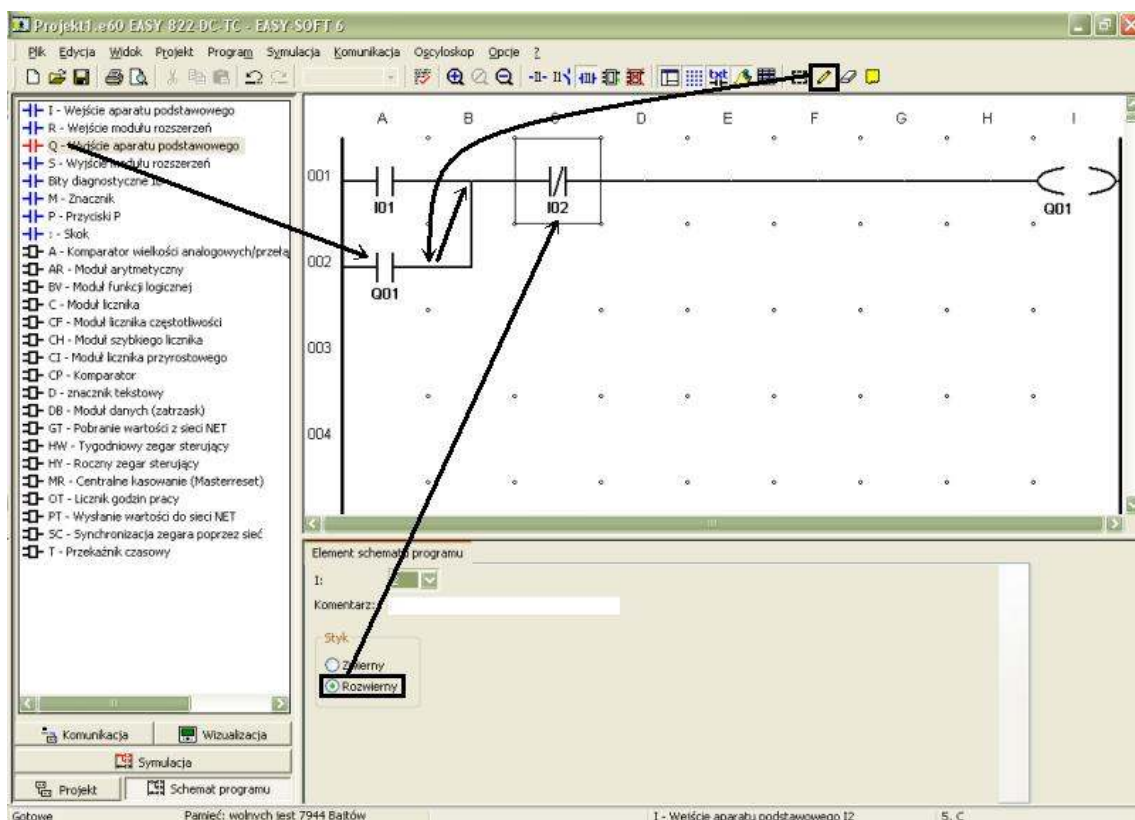 Projekt1.e60 EASY 822-DC-TC - EASY-SOFT 6
Plik Edycja Widok Projekt Program Symulacja Komunikacja Oscyloskop Opcje ?
I - Wejście aparatu podstawowego
R - Wejście modułu rozszerzeń
Q - Wyjście aparatu podstawowego
S - Wyjście modułu rozszerzeń
Bity diagnostyczne
M - Znacznik
P - Przyciski P
: - Skok
A - Komparator wielkości analogowych/przełą
AR - Moduł arytmetyczny
BV - Moduł funkcji logicznej
C - Moduł licznika
CF - Moduł licznika częstotliwości
CH - Moduł szybkiego licznika
CI - Moduł licznika przyrostowego
CP - Komparator
D - znacznik tekstowy
DB - Moduł danych (zatrzask)
GT - Pobranie wartości z sieci NET
HW - Tygodniowy zegar sterujący
HY - Roczny zegar sterujący
MR - Centralne kasowanie (Masterreset)
OT - Licznik godzin pracy
PT - Wysłanie wartości do sieci NET
SC - Synchronizacja zegara poprzez sieć
T - Przekaźnik czasowy
Komunikacja Wizualizacja
Symulacja
Projekt Schemat programu
A B C D E F G H I
001
I01 I02 Q01
002
Q01
003
004
Element schematu programu
I: 2
Komentarz:
Styk
Zwierny
Rozwierny
Gotowe Pamięć: wolnych jest 7944 Bajtów I - Wejście aparatu podstawowego I2 5, C